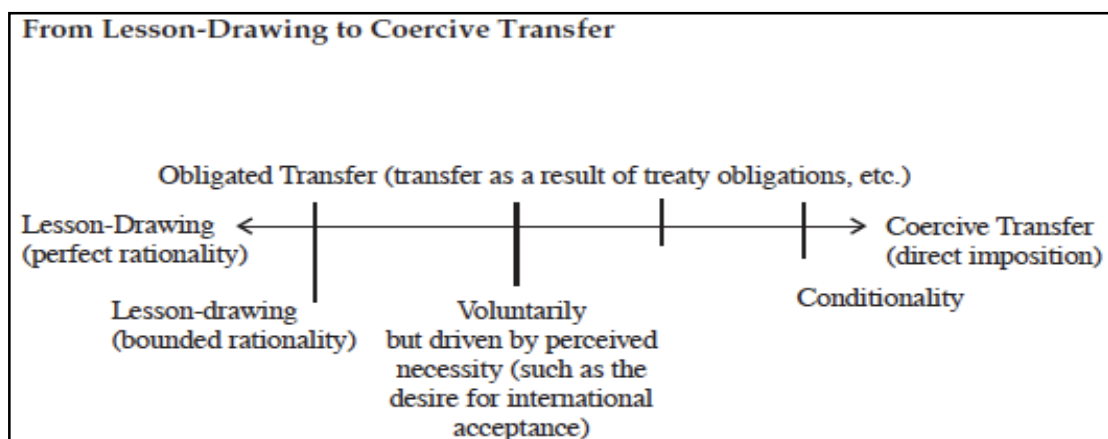 From Lesson-Drawing to Coercive Transfer
Obligated Transfer (transfer as a result of treaty obligations, etc.)
Lesson-Drawing
(perfect rationality)
Coercive Transfer
(direct imposition)
Lesson-drawing
(bounded rationality)
Voluntarily
but driven by perceived
necessity (such as the
desire for international
acceptance)
Conditionality